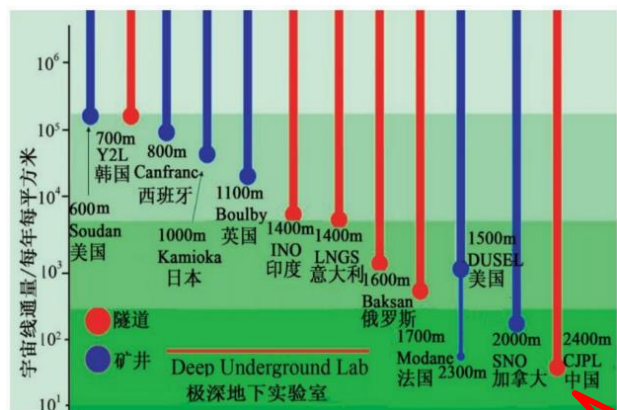 宇宙线通量/每年每平方米
10⁶
10⁵
10⁴
10³
10²
10¹
600m
Soudan
美国
700m
Y2L
韩国
800m
Canfranc
西班牙
1000m
Kamioka
日本
1100m
Boulby
英国
1400m
INO
印度
1400m
LNGS
意大利
1600m
Baksan
俄罗斯
1700m
Modane
法国
1500m
DUSEL
美国
2300m
2000m
SNO
加拿大
2400m
CJPL
中国
隧道
矿井
Deep Underground Lab
极深地下实验室